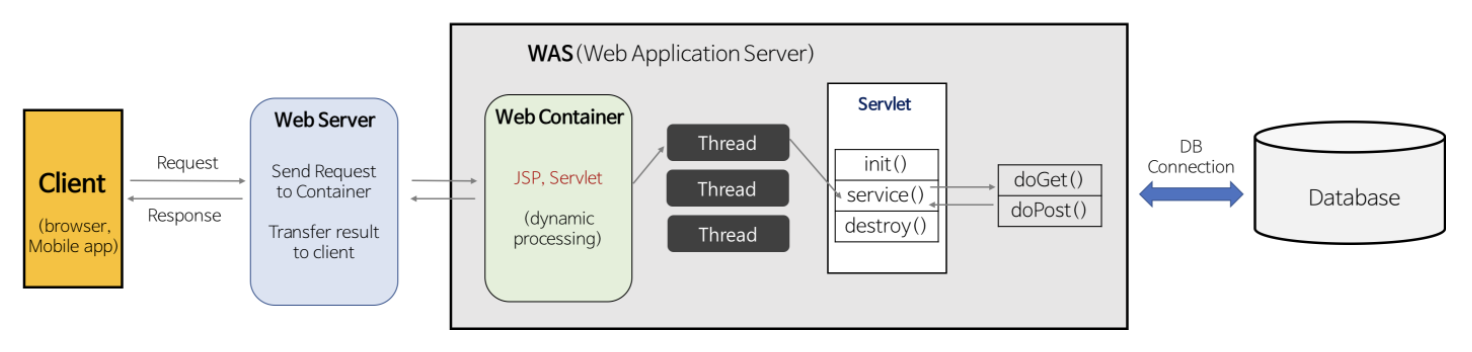 WAS(Web Application Server)
Client
(browser,
Mobile app)
Request
Response
Web Server
Send Request
to Container
Transfer result
to client
Web Container
JSP, Servlet
(dynamic
processing)
Thread
Thread
Thread
Servlet
init()
service()
destroy()
doGet()
doPost()
DB
Connection
Database